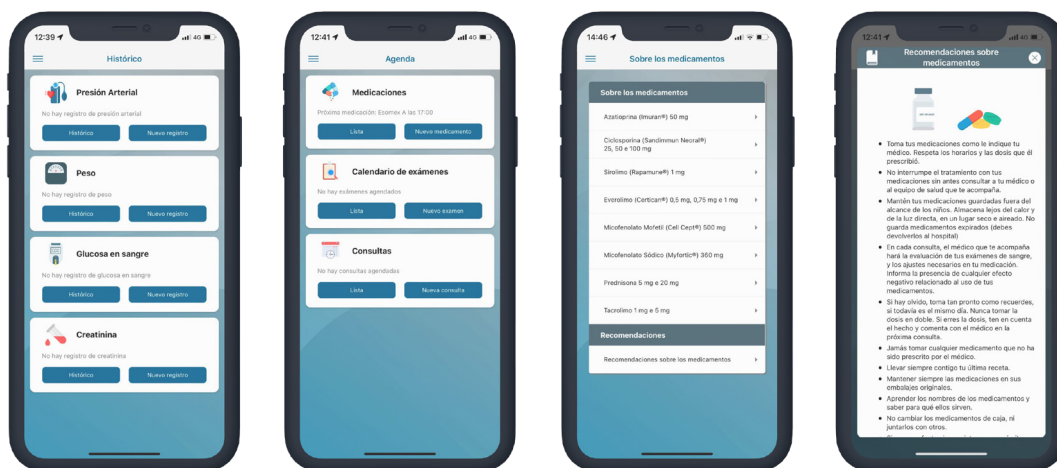 12:39
4G
Histórico
Presión Arterial
No hay registro de presión arterial
Histórico
Nuevo registro
Peso
No hay registro de peso
Histórico
Nuevo registro
Glucosa en sangre
No hay registro de glucosa en sangre
Histórico
Nuevo registro
Creatinina
No hay registro de creatinina
Histórico
Nuevo registro
12:41
4G
Agenda
Medicaciones
Próxima medicación: Esomex A las 17:00
Lista
Nuevo medicamento
Calendario de exámenes
No hay exámenes agendados
Lista
Nuevo examen
Consultas
No hay consultas agendadas
Lista
Nueva consulta
14:46
4G
Sobre los medicamentos
Sobre los medicamentos
Azatioprina (Imuran®) 50 mg
Ciclosporina (Sandimmun Neoral®)
25, 50 e 100 mg
Sirolimo (Rapamune®) 1 mg
Everolimo (Certican®) 0,5 mg, 0,75 mg e 1 mg
Micofenolato Mofetil (Cell Cept®) 500 mg
Micofenolato Sódico (Myfortic®) 360 mg
Prednisona 5 mg e 20 mg
Tacrolimo 1 mg e 5 mg
Recomendaciones
Recomendaciones sobre los medicamentos
12:41
4G
Recomendaciones sobre
medicamentos
• Toma tus medicaciones como le indique tu
médico. Respeta los horarios y las dosis que él
prescribió.
• No interrumpe el tratamiento con tus
medicaciones sin antes consultar a tu médico o
al equipo de salud que te acompaña.
• Mantén tus medicaciones guardadas fuera del
alcance de los niños. Almacena lejos del calor y
de la luz directa, en un lugar seco e aireado. No
guarda medicamentos expirados (debes
devolverlos al hospital)
• En cada consulta, el médico que te acompaña
hará la evaluación de tus exámenes de sangre,
y los ajustes necesarios en tu medicación.
Informa la presencia de cualquier efecto
negativo relacionado al uso de tus
medicamentos.
• Si hay olvido, toma tan pronto como recuerdes,
si todavía es el mismo día. Nunca tomar la
dosis en doble. Si erres la dosis, ten en cuenta
el hecho y comenta con el médico en la
próxima consulta.
• Jamás tomar cualquier medicamento que no ha
sido prescrito por el médico.
• Llevar siempre contigo tu última receta.
• Mantener siempre las medicaciones en sus
embalajes originales.
• Aprender los nombres de los medicamentos y
saber para qué ellos sirven.
• No cambiar los medicamentos de caja, ni
juntarlos con otros.